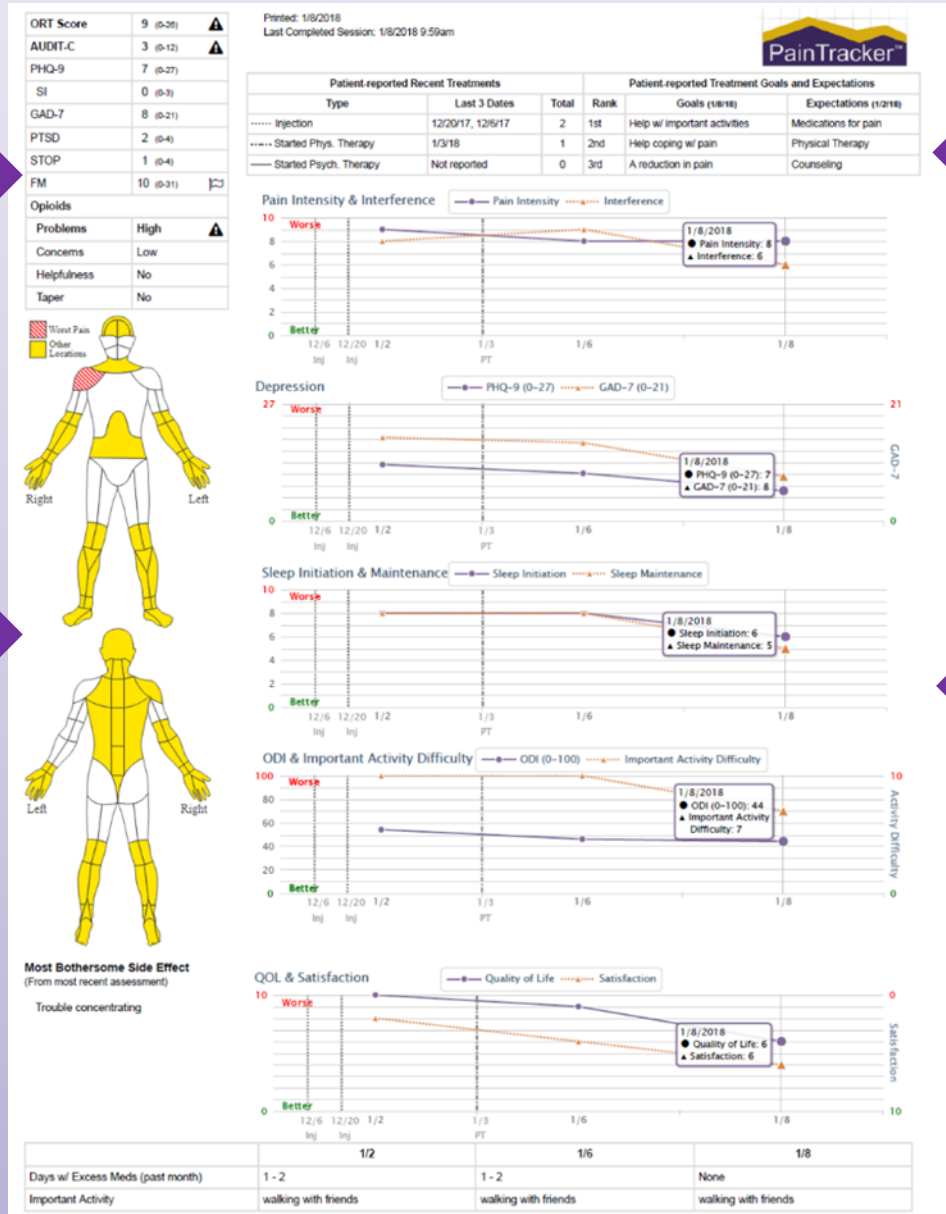 ORT Score 9 (0-26)
AUDIT-C 3 (0-12)
PHQ-9 7 (0-27)
SI 0 (0-3)
GAD-7 8 (0-21)
PTSD 2 (0-4)
STOP 1 (0-4)
FM 10 (0-31)
Opioids
Problems High
Concerns Low
Helpfulness No
Taper No
Printed: 1/8/2018
Last Completed Session: 1/8/2018 9:59am
PainTracker™
Patient-reported Recent Treatments Patient-reported Treatment Goals and Expectations
Type Last 3 Dates Total Rank Goals (1/8/18) Expectations (1/2/18)
Injection 12/20/17, 12/6/17 2 1st Help w/ important activities Medications for pain
Started Phys. Therapy 1/3/18 1 2nd Help coping w/ pain Physical Therapy
Started Psych. Therapy Not reported 0 3rd A reduction in pain Counseling
Worst Pain
Other
Locations
Right Left
Left Right
Most Bothersome Side Effect
(From most recent assessment)
Trouble concentrating
Pain Intensity & Interference Pain Intensity Interference
10 Worse
8
6
4
2
0 Better
1/8/2018
Pain Intensity: 8
Interference: 6
12/6 12/20 1/2 1/3 1/6 1/8
Inj Inj PT
Depression PHQ-9 (0-27) GAD-7 (0-21)
27 Worse 21
GAD-7
1/8/2018
PHQ-9 (0-27): 7
GAD-7 (0-21): 8
0 Better 0
12/6 12/20 1/2 1/3 1/6 1/8
Inj Inj PT
Sleep Initiation & Maintenance Sleep Initiation Sleep Maintenance
10 Worse
8
6
4
2
0 Better
1/8/2018
Sleep Initiation: 6
Sleep Maintenance: 5
12/6 12/20 1/2 1/3 1/6 1/8
Inj Inj PT
ODI & Important Activity Difficulty ODI (0-100) Important Activity Difficulty
100 Worse 10
80
60
40
20
0 Better 0
Activity Difficulty
1/8/2018
ODI (0-100): 44
Important Activity
Difficulty: 7
12/6 12/20 1/2 1/3 1/6 1/8
Inj Inj PT
QOL & Satisfaction Quality of Life Satisfaction
10 Worse 0
Satisfaction
1/8/2018
Quality of Life: 6
Satisfaction: 6
0 Better 10
12/6 12/20 1/2 1/3 1/6 1/8
Inj Inj PT
1/2 1/6 1/8
Days w/ Excess Meds (past month) 1 - 2 1 - 2 None
Important Activity walking with friends walking with friends walking with friends